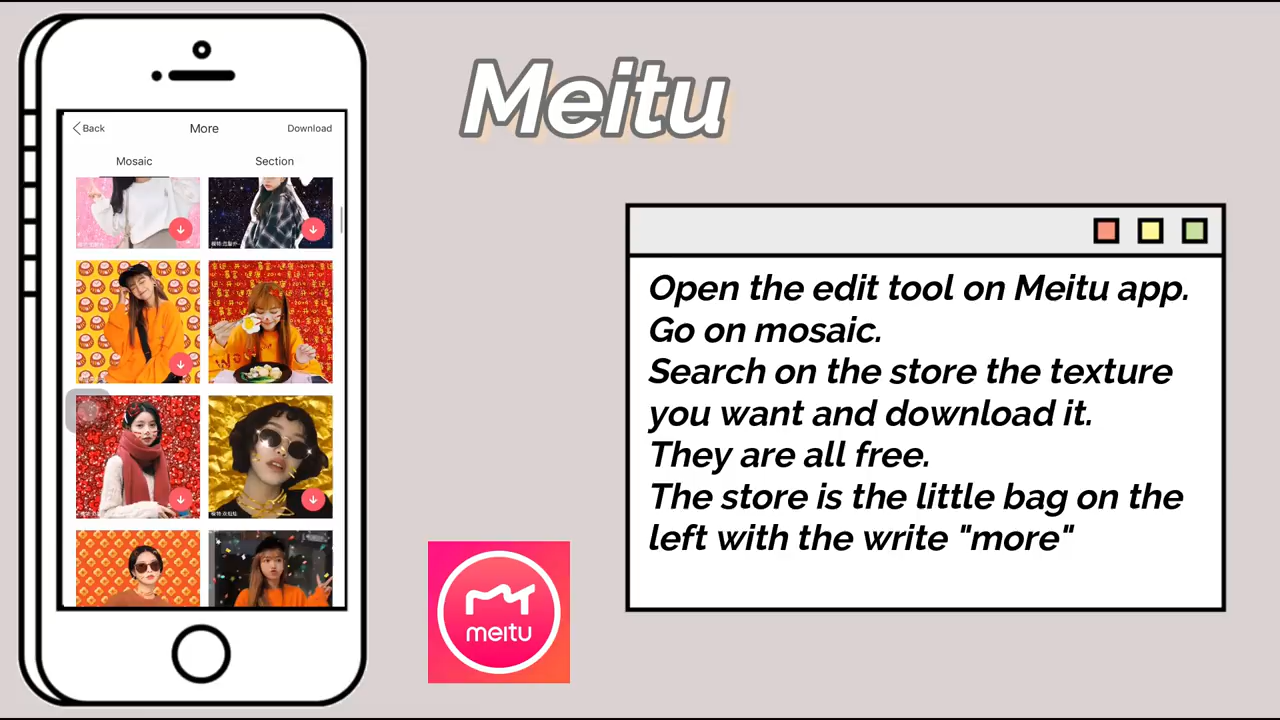 Meitu
Back
More
Download
Mosaic
Section
Open the edit tool on Meitu app.
Go on mosaic.
Search on the store the texture
you want and download it.
They are all free.
The store is the little bag on the
left with the write "more"
meitu